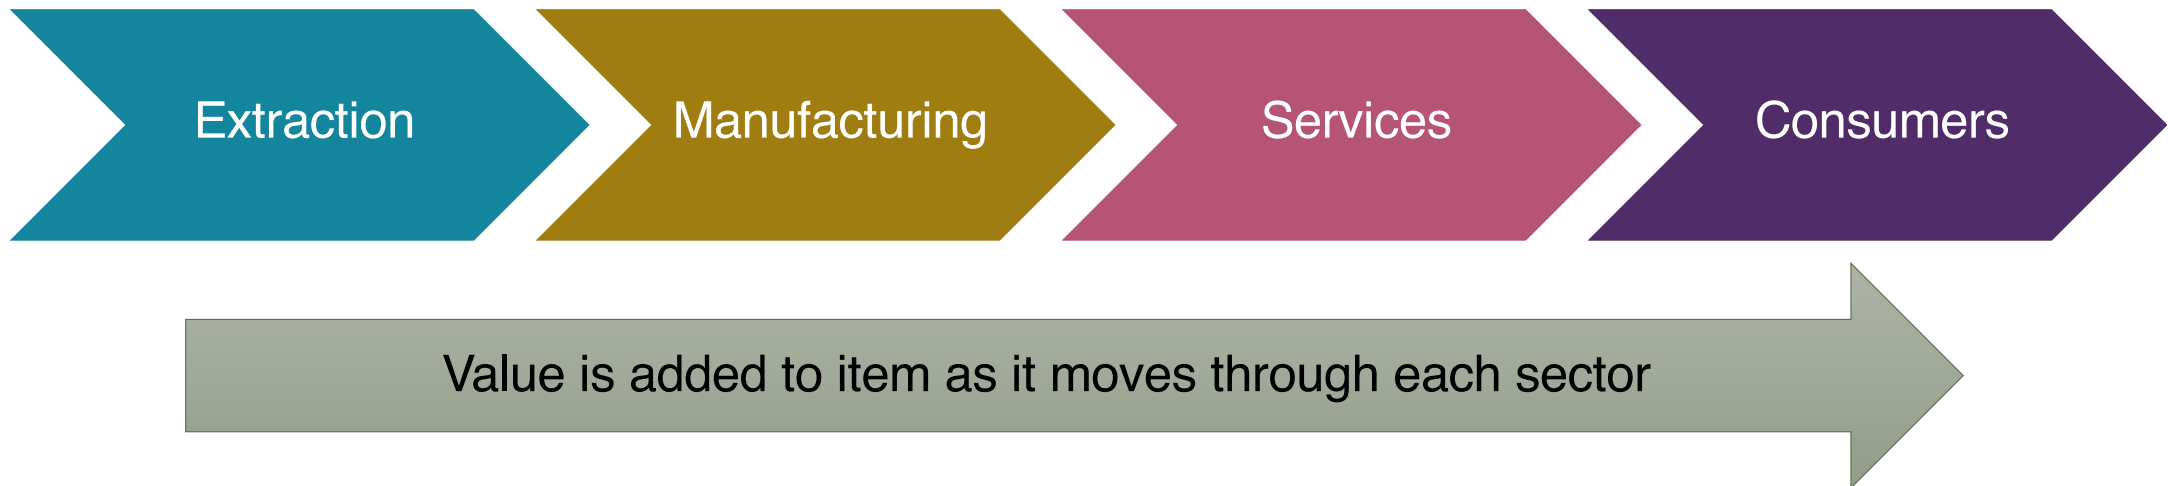 Extraction
Manufacturing
Services
Consumers
Value is added to item as it moves through each sector